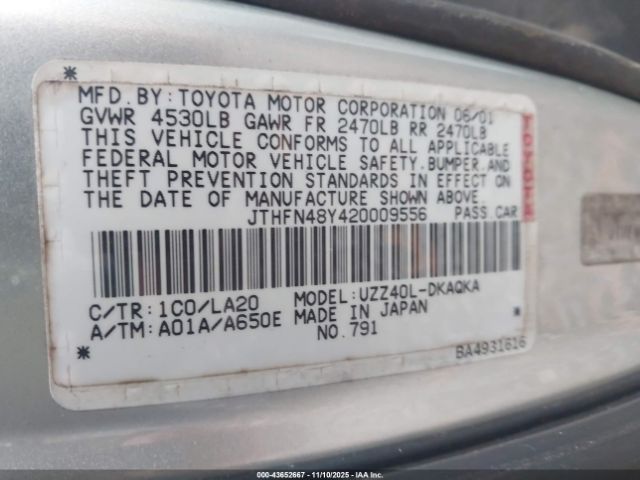 MFD. BY: TOYOTA MOTOR CORPORATION 06/01
GVWR 4530LB GAWR FR 2470LB RR 2470LB
THIS VEHICLE CONFORMS TO ALL APPLICABLE
FEDERAL MOTOR VEHICLE SAFETY, BUMPER AND
THEFT PREVENTION STANDARDS IN EFFECT ON
THE DATE OF MANUFACTURE SHOWN ABOVE.
JTHFN48Y420009556 PASS. CAR
C/TR: 1C0/LA20 MODEL: UZZ40L-DKAQKA
A/TM: A01A/A650E MADE IN JAPAN
NO. 791
BA4931616
000-43652667 - 11/10/2025 - IAA Inc.